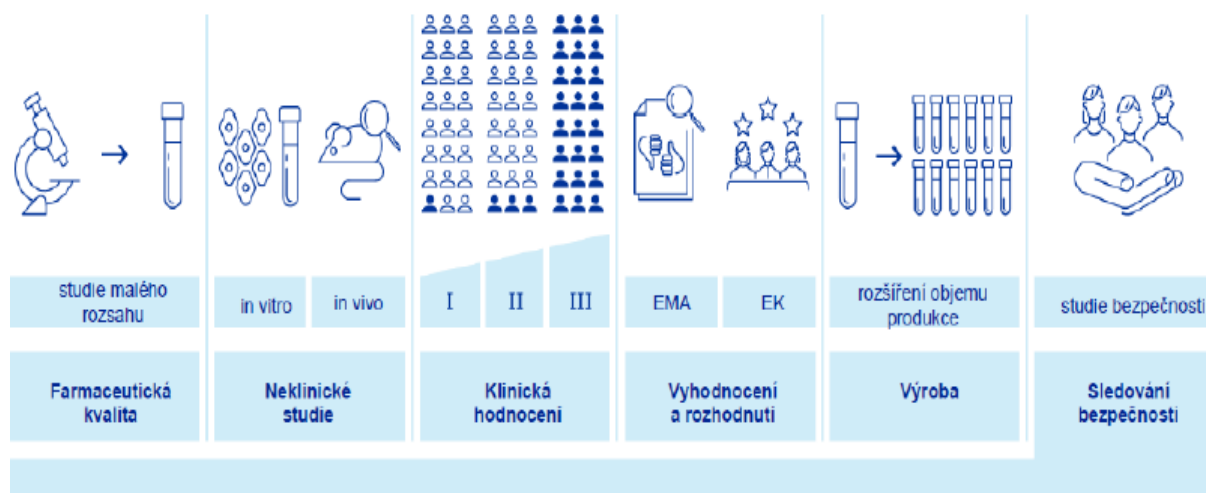 studie malého
rozsahu
in vitro
in vivo
I
II
III
EMA
EK
rozšíření objemu
produkce
studie bezpečnosti
Farmaceutická
kvalita
Neklinické
studie
Klinická
hodnocení
Vyhodnocení
a rozhodnutí
Výroba
Sledování
bezpečnosti